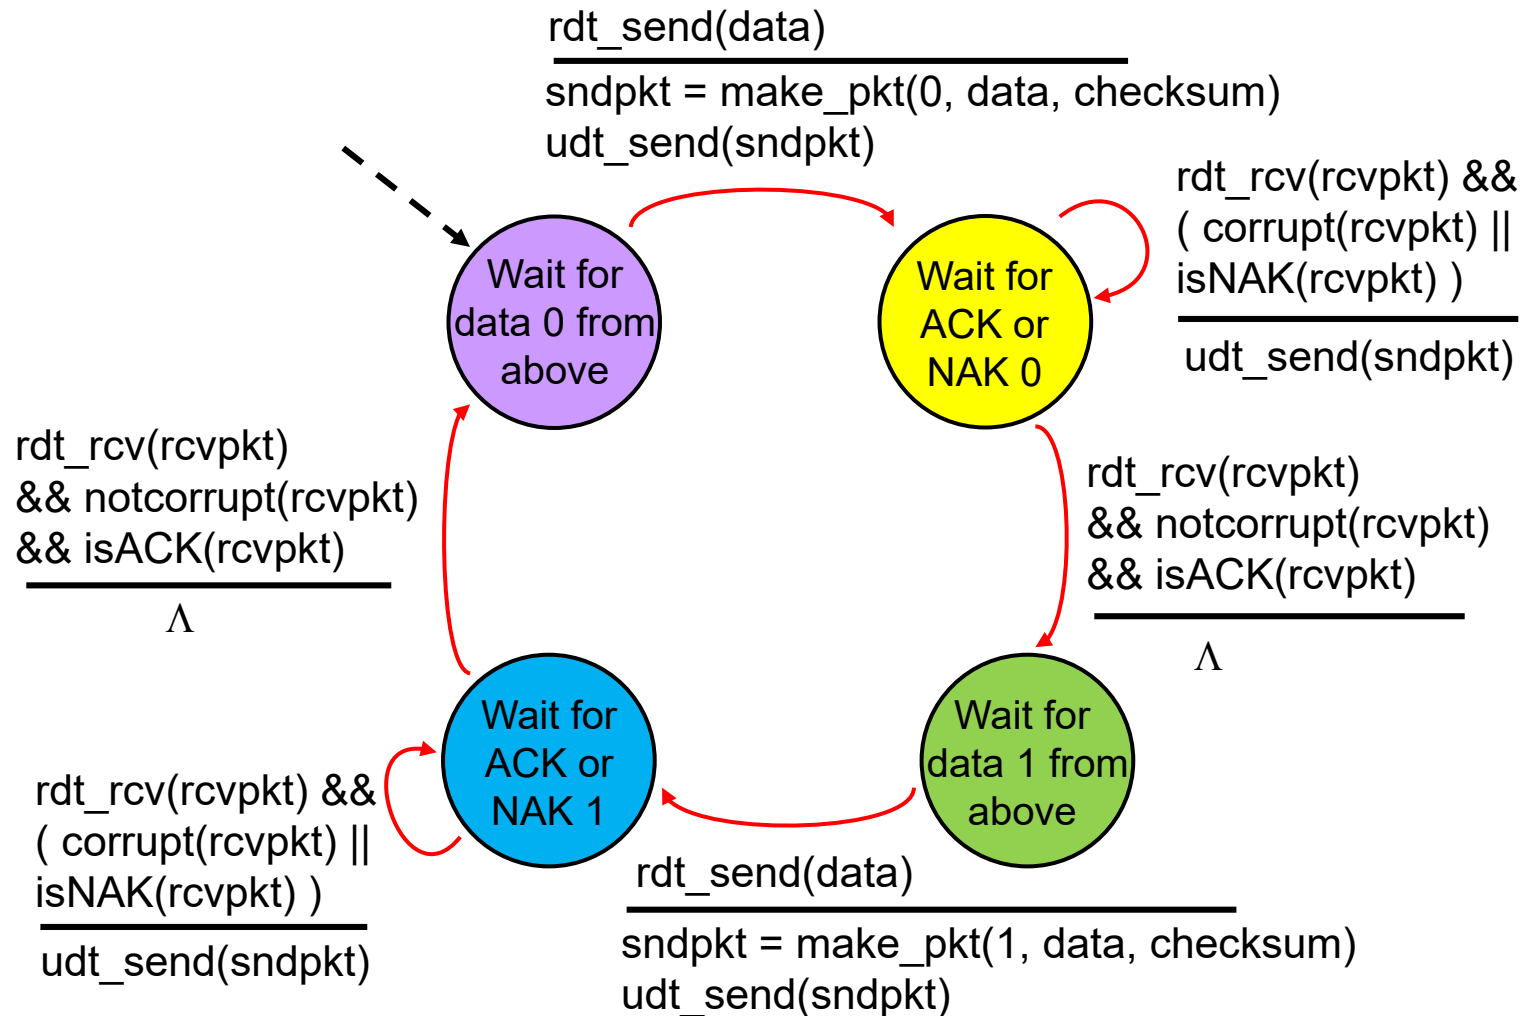 rdt_send(data)
sndpkt = make_pkt(0, data, checksum)
udt_send(sndpkt)
Wait for
data 0 from
above
Wait for
ACK or
NAK 0
rdt_rcv(rcvpkt) &&
( corrupt(rcvpkt) ||
isNAK(rcvpkt) )
udt_send(sndpkt)
rdt_rcv(rcvpkt)
&& notcorrupt(rcvpkt)
&& isACK(rcvpkt)
Λ
rdt_rcv(rcvpkt)
&& notcorrupt(rcvpkt)
&& isACK(rcvpkt)
Λ
Wait for
ACK or
NAK 1
Wait for
data 1 from
above
rdt_rcv(rcvpkt) &&
( corrupt(rcvpkt) ||
isNAK(rcvpkt) )
udt_send(sndpkt)
rdt_send(data)
sndpkt = make_pkt(1, data, checksum)
udt_send(sndpkt)